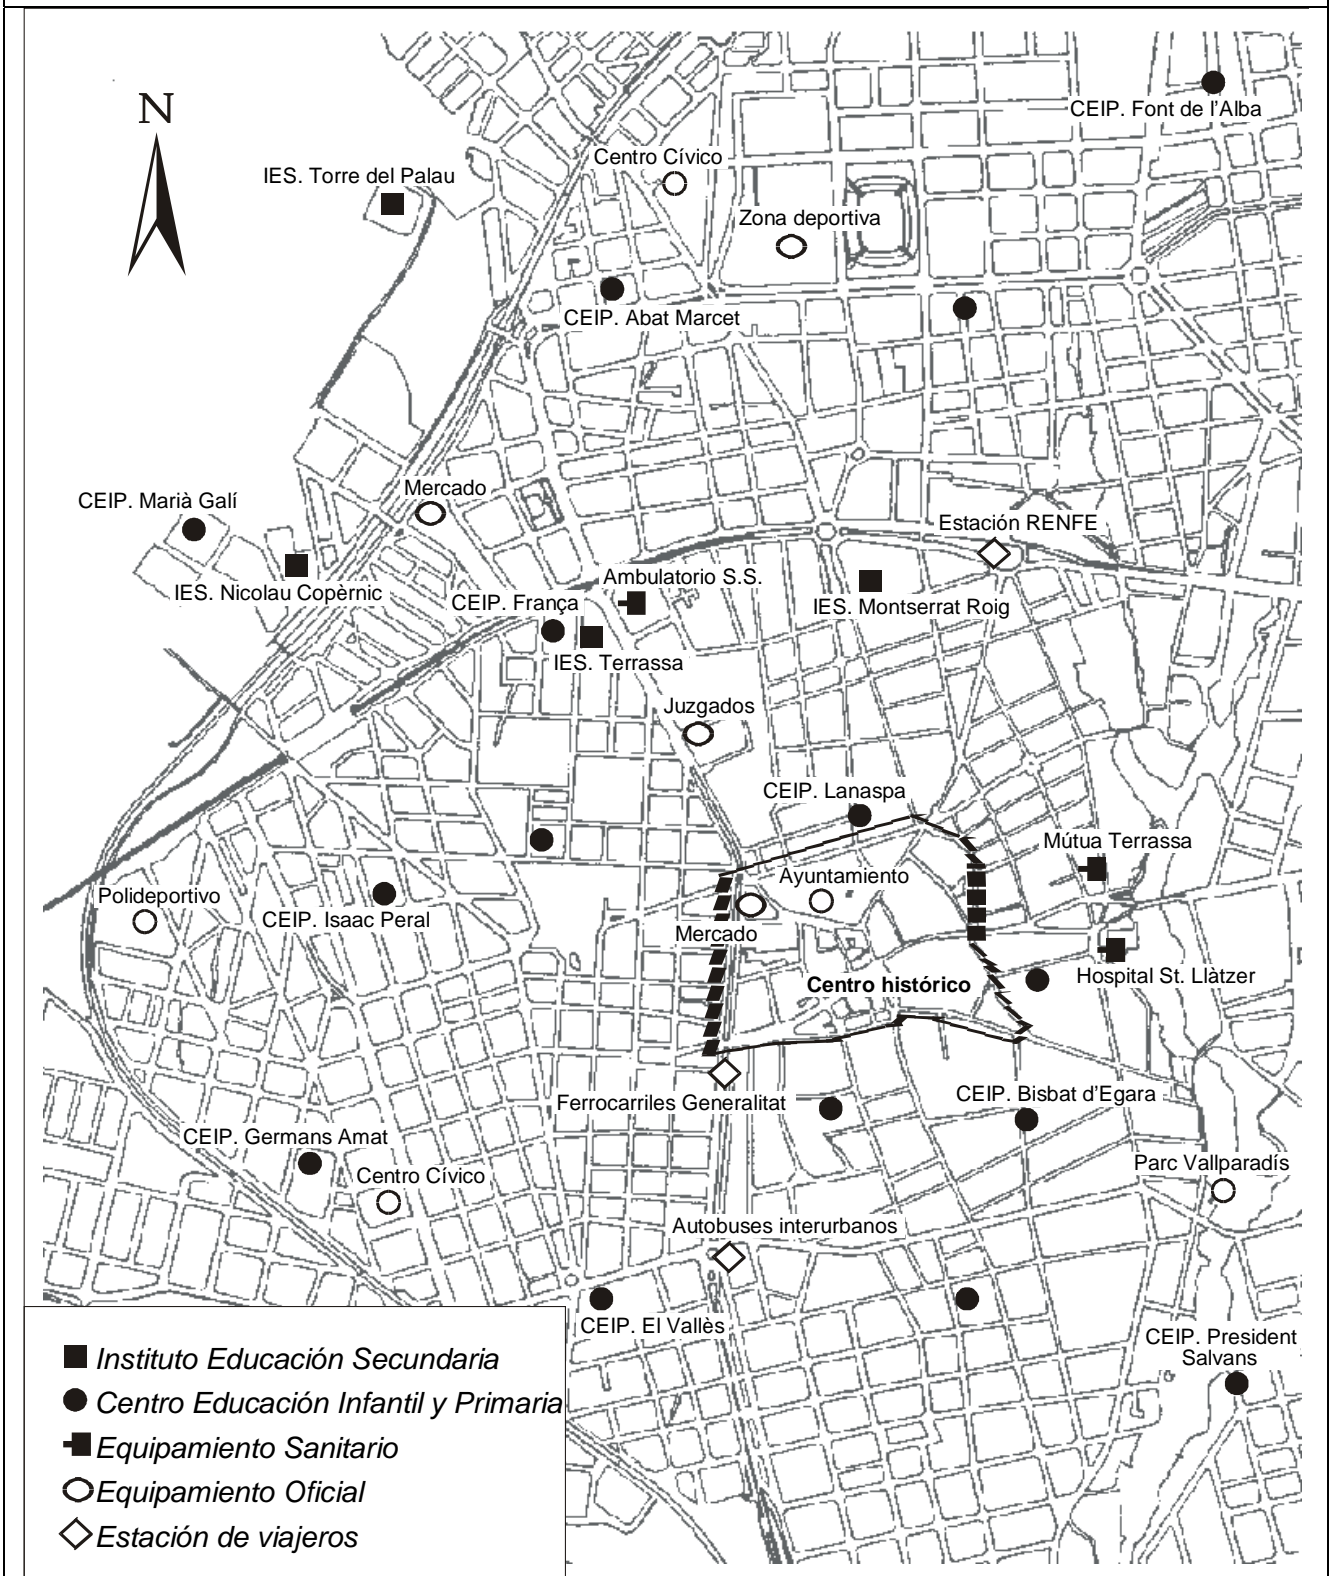 CEIP. Font de l'Alba
N
Centro Cívico
IES. Torre del Palau
Zona deportiva
CEIP. Abat Marcet
Mercado
CEIP. Marià Galí
Estación RENFE
Ambulatorio S.S.
IES. Nicolau Copèrnic
CEIP. França
IES. Montserrat Roig
IES. Terrassa
Juzgados
CEIP. Lanaspa
Mútua Terrassa
Ayuntamiento
Polideportivo
CEIP. Isaac Peral
Mercado
Hospital St. Llàtzer
Centro histórico
CEIP. Bisbat d'Egara
Ferrocarriles Generalitat
CEIP. Germans Amat
Parc Vallparadís
Centro Cívico
Autobuses interurbanos
CEIP. El Vallès
CEIP. President
Salvans
Instituto Educación Secundaria
Centro Educación Infantil y Primaria
Equipamiento Sanitario
Equipamiento Oficial
Estación de viajeros